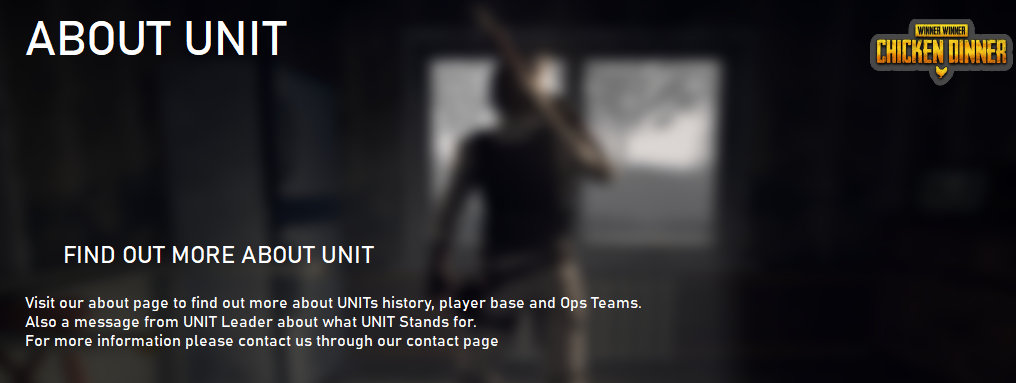 ABOUT UNIT
WINNER WINNER
CHICKEN DINNER
FIND OUT MORE ABOUT UNIT
Visit our about page to find out more about UNITs history, player base and Ops Teams.
Also a message from UNIT Leader about what UNIT Stands for.
For more information please contact us through our contact page